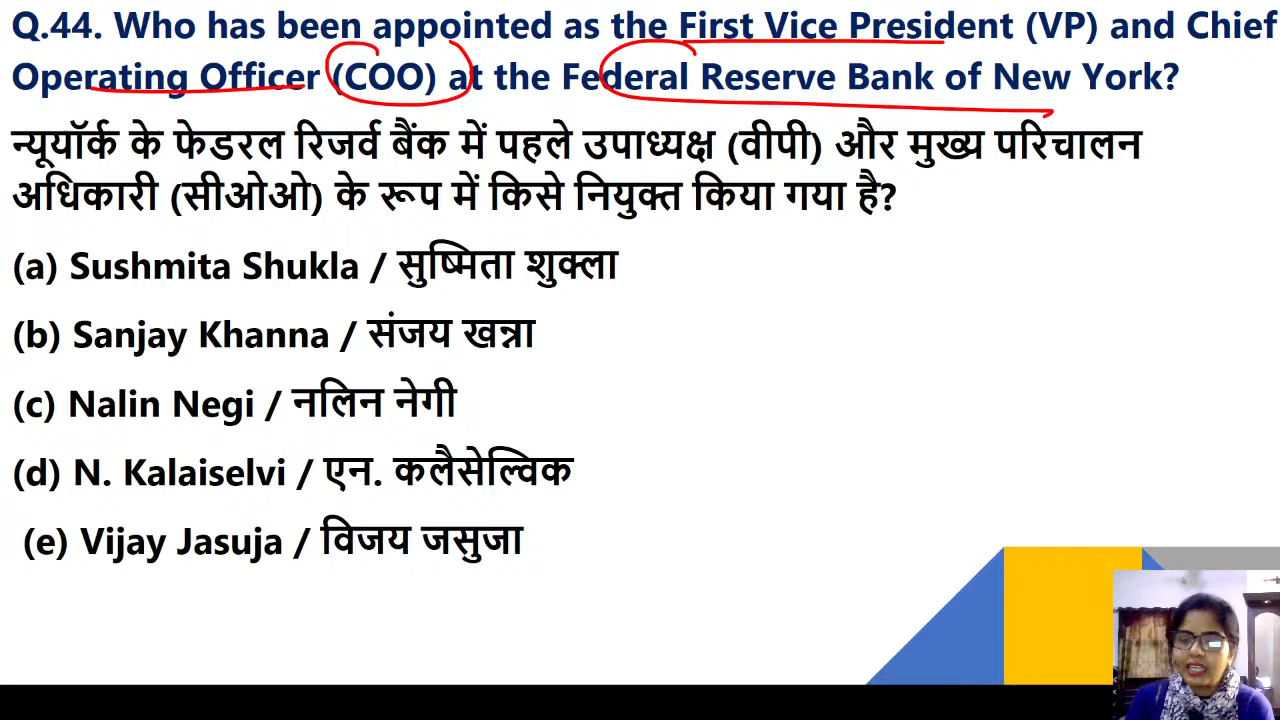 Q.44. Who has been appointed as the First Vice President (VP) and Chief
Operating Officer (COO) at the Federal Reserve Bank of New York?
न्यूयॉर्क के फेडरल रिजर्व बैंक में पहले उपाध्यक्ष (वीपी) और मुख्य परिचालन
अधिकारी (सीओओ) के रूप में किसे नियुक्त किया गया है?
(a) Sushmita Shukla / सुष्मिता शुक्ला
(b) Sanjay Khanna / संजय खन्ना
(c) Nalin Negi / नलिन नेगी
(d) N. Kalaiselvi / एन. कलैसेल्विक
(e) Vijay Jasuja / विजय जसुजा